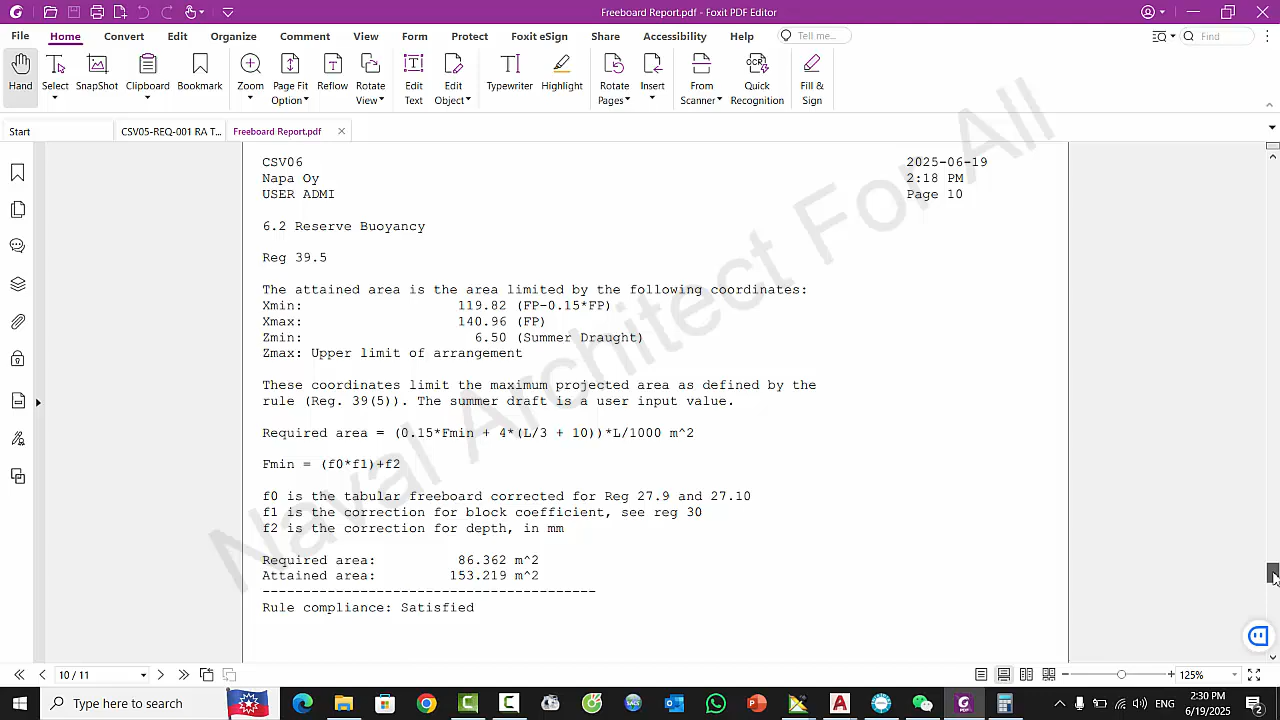 Freeboard Report.pdf - Foxit PDF Editor
File Home Convert Edit Organize Comment View Form Protect Foxit eSign Share Accessibility Help Tell me... Find
Hand Select SnapShot Clipboard Bookmark Zoom Page Fit Option Reflow Rotate View Edit Text Edit Object Typewriter Highlight Rotate Pages Insert From Scanner Quick Recognition Fill & Sign
OCR
Start CSV05-REQ-001 RA T... Freeboard Report.pdf
CSV06 2025-06-19
Napa Oy 2:18 PM
USER ADMI Page 10
6.2 Reserve Buoyancy
Reg 39.5
The attained area is the area limited by the following coordinates:
Xmin: 119.82 (FP-0.15*FP)
Xmax: 140.96 (FP)
Zmin: 6.50 (Summer Draught)
Zmax: Upper limit of arrangement
These coordinates limit the maximum projected area as defined by the
rule (Reg. 39(5)). The summer draft is a user input value.
Required area = (0.15*Fmin + 4*(L/3 + 10))*L/1000 m^2
Fmin = (f0*f1)+f2
f0 is the tabular freeboard corrected for Reg 27.9 and 27.10
f1 is the correction for block coefficient, see reg 30
f2 is the correction for depth, in mm
Required area: 86.362 m^2
Attained area: 153.219 m^2
-----------------------------------------
Rule compliance: Satisfied
Naval Architect For All
10 / 11 125%
Type here to search SACS ENG 2:30 PM
6/19/2025 2